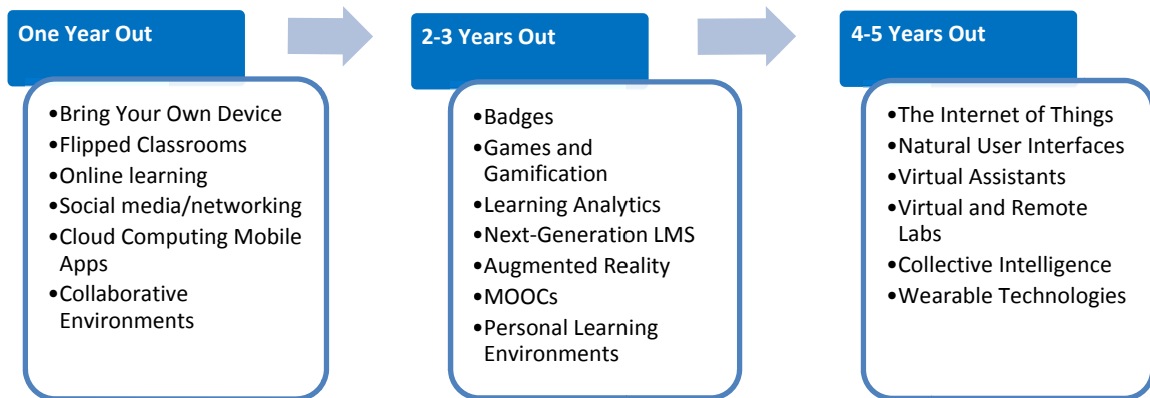 One Year Out
•Bring Your Own Device
•Flipped Classrooms
•Online learning
•Social media/networking
•Cloud Computing Mobile
Apps
•Collaborative
Environments
2-3 Years Out
•Badges
•Games and
Gamification
•Learning Analytics
•Next-Generation LMS
•Augmented Reality
•MOOCs
•Personal Learning
Environments
4-5 Years Out
•The Internet of Things
•Natural User Interfaces
•Virtual Assistants
•Virtual and Remote
Labs
•Collective Intelligence
•Wearable Technologies